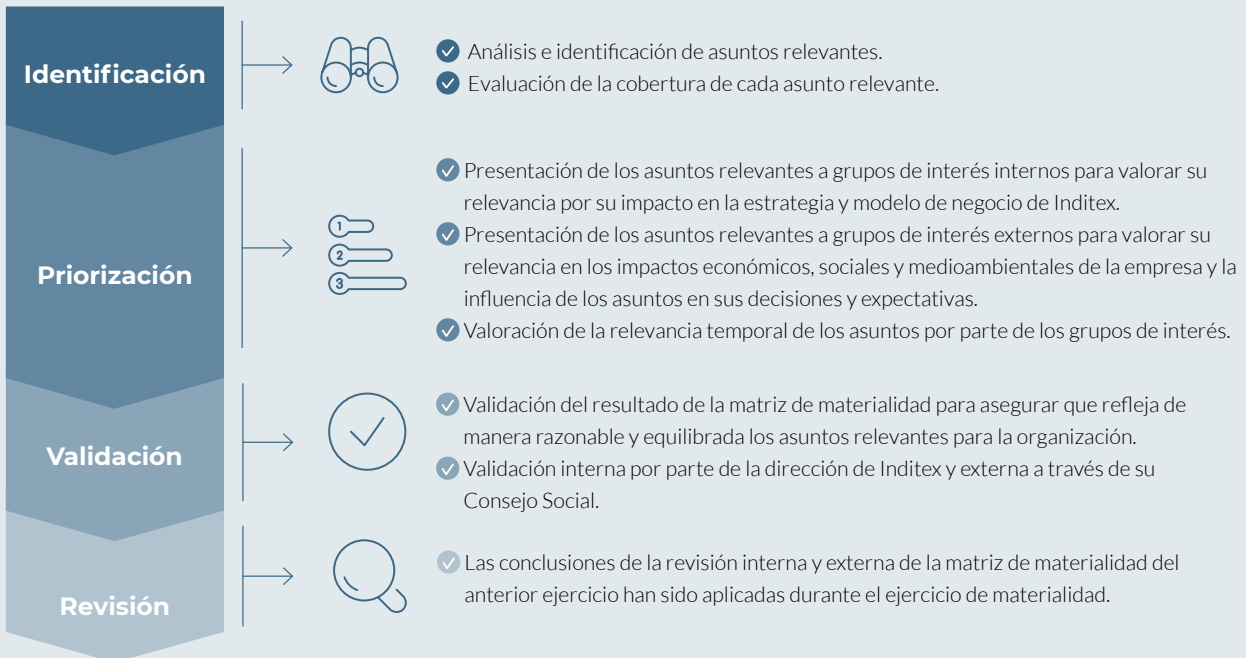 Identificación
Análisis e identificación de asuntos relevantes.
Evaluación de la cobertura de cada asunto relevante.
Priorización
1
2
3
Presentación de los asuntos relevantes a grupos de interés internos para valorar su
relevancia por su impacto en la estrategia y modelo de negocio de Inditex.
Presentación de los asuntos relevantes a grupos de interés externos para valorar su
relevancia en los impactos económicos, sociales y medioambientales de la empresa y la
influencia de los asuntos en sus decisiones y expectativas.
Valoración de la relevancia temporal de los asuntos por parte de los grupos de interés.
Validación
Validación del resultado de la matriz de materialidad para asegurar que refleja de
manera razonable y equilibrada los asuntos relevantes para la organización.
Validación interna por parte de la dirección de Inditex y externa a través de su
Consejo Social.
Revisión
Las conclusiones de la revisión interna y externa de la matriz de materialidad del
anterior ejercicio han sido aplicadas durante el ejercicio de materialidad.